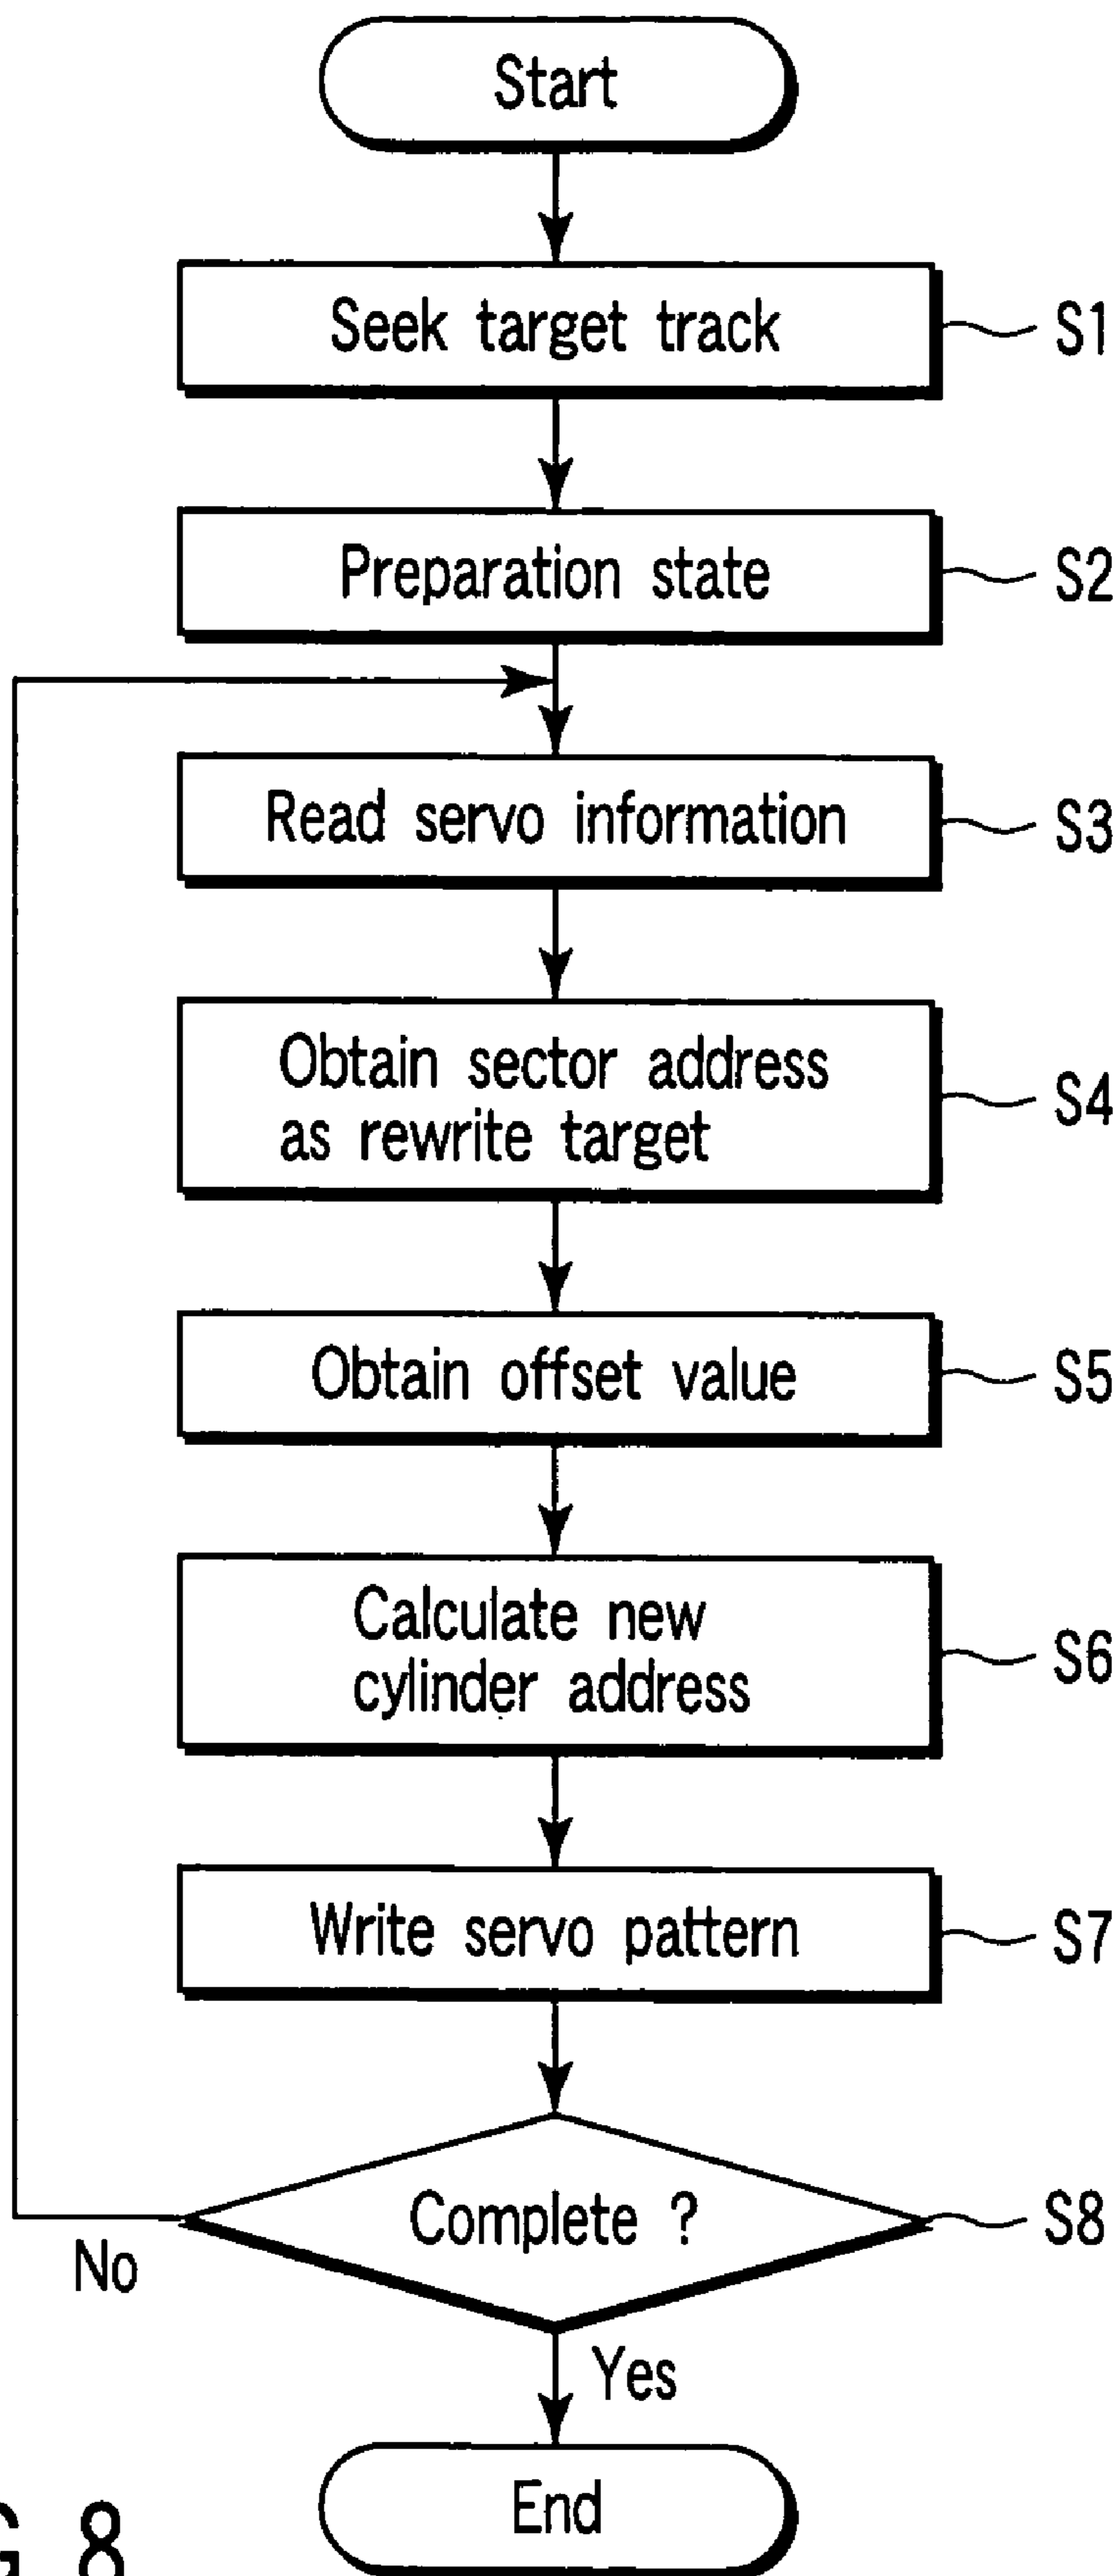 Start
Seek target track
S1
Preparation state
S2
Read servo information
S3
Obtain sector address
as rewrite target
S4
Obtain offset value
S5
Calculate new
cylinder address
S6
Write servo pattern
S7
Complete ?
S8
No
Yes
End
G 8